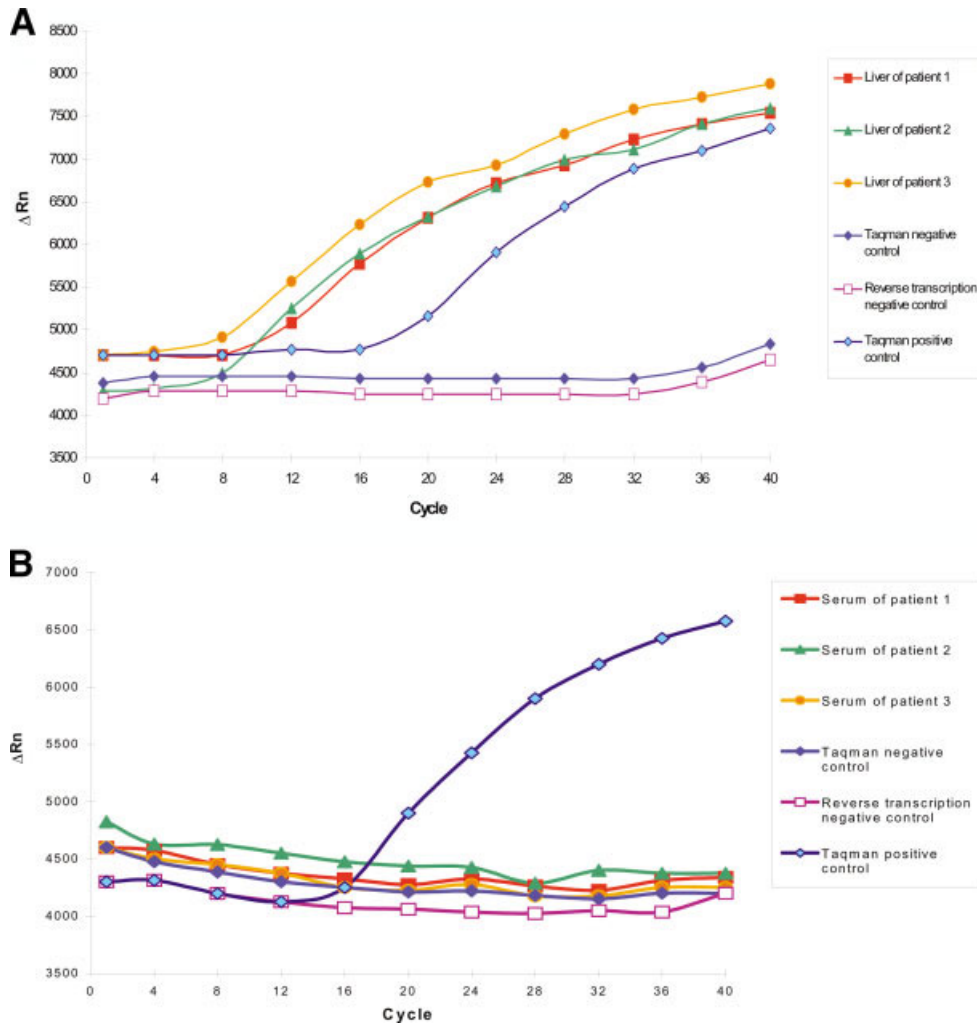 A
8500
8000
7500
7000
6500
6000
5500
5000
4500
4000
3500
Δ Rn
0 4 8 12 16 20 24 28 32 36 40
Cycle
Liver of patient 1
Liver of patient 2
Liver of patient 3
Taqman negative
control
Reverse transcription
negative control
Taqman positive
control
B
7000
6500
6000
5500
5000
4500
4000
3500
ΔRn
0 4 8 12 16 20 24 28 32 36 40
Cycle
Serum of patient 1
Serum of patient 2
Serum of patient 3
Taqman negative
control
Reverse transcription
negative control
Taqman positive
control